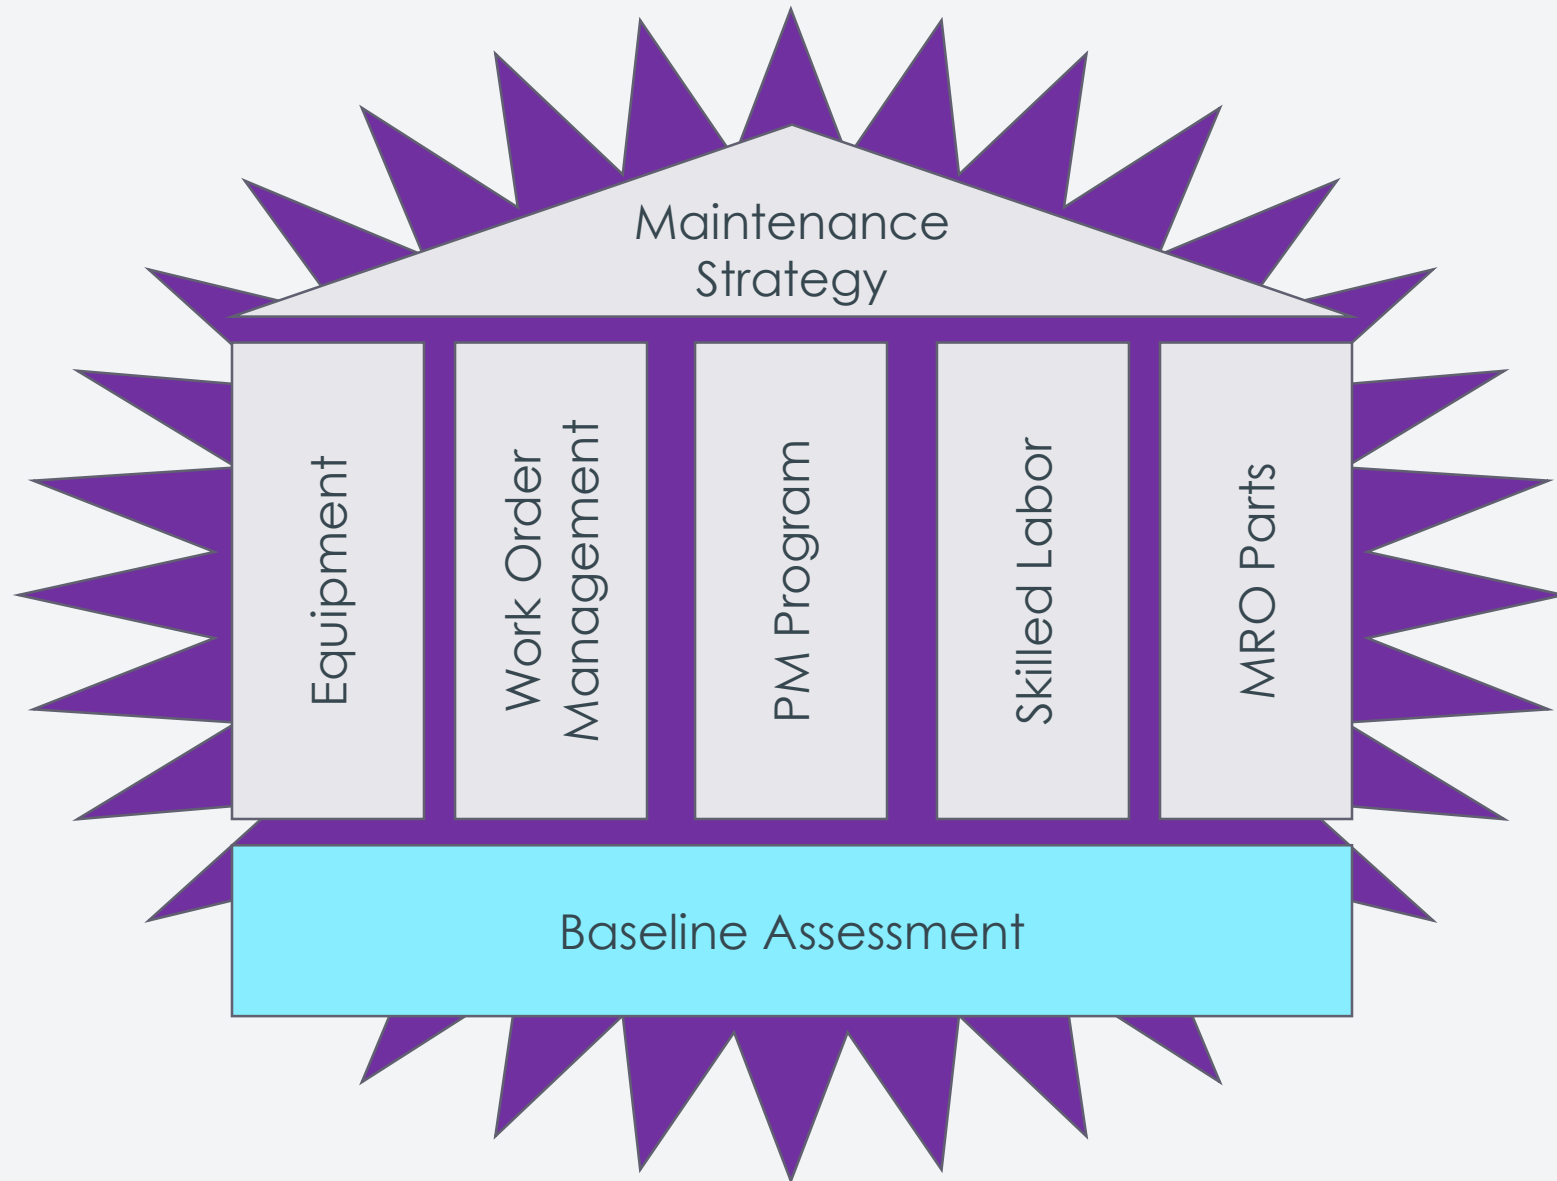 Maintenance
Strategy
Equipment
Work Order
Management
PM Program
Skilled Labor
MRO Parts
Baseline Assessment